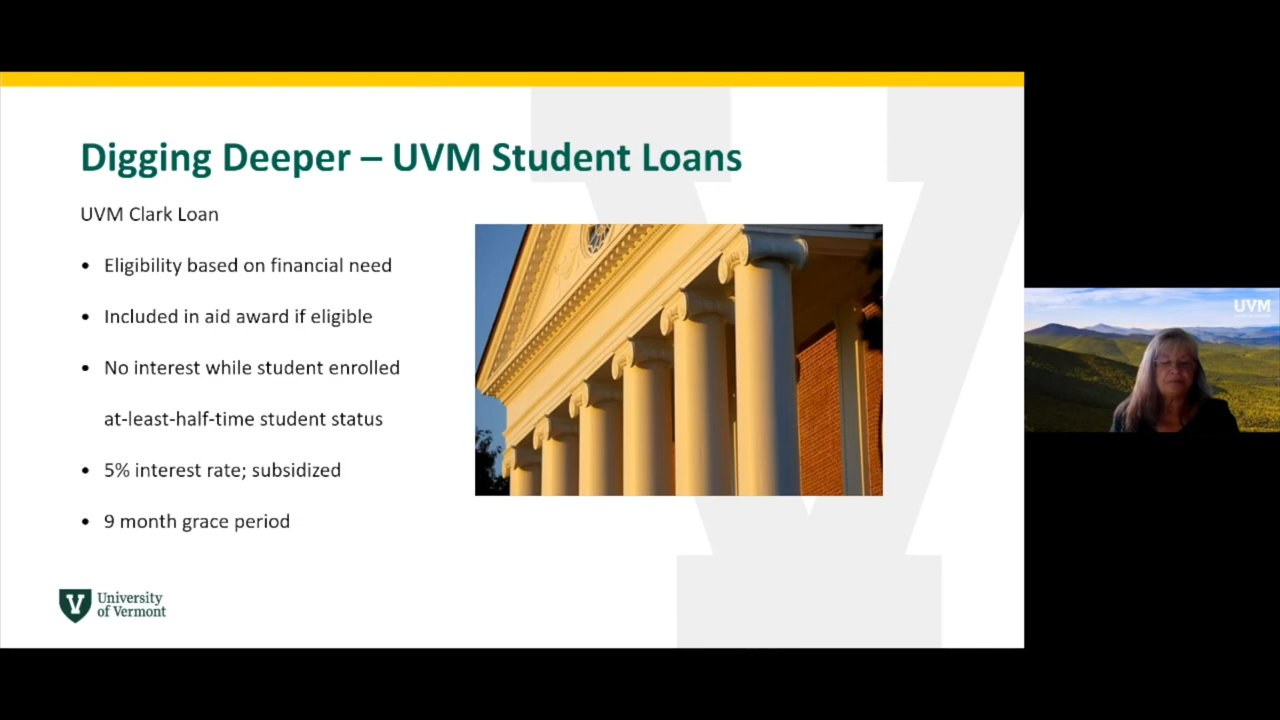 Digging Deeper – UVM Student Loans
UVM Clark Loan
• Eligibility based on financial need
• Included in aid award if eligible
• No interest while student enrolled
at-least-half-time student status
• 5% interest rate; subsidized
• 9 month grace period
University
of Vermont
UVM